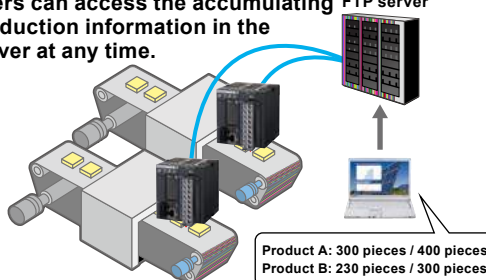 ers can access the accumulating
duction information in the
ver at any time.
FTP server
Product A: 300 pieces / 400 pieces
Product B: 230 pieces / 300 pieces